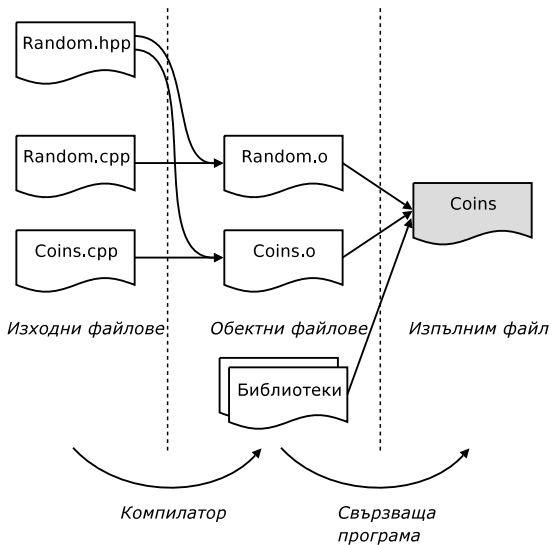 Random.hpp
Random.cpp
Random.o
Coins
Coins.cpp
Coins.o
Изходни файлове
Обектни файлове
Изпълним файл
Библиотеки
Компилатор
Свързваща
програма